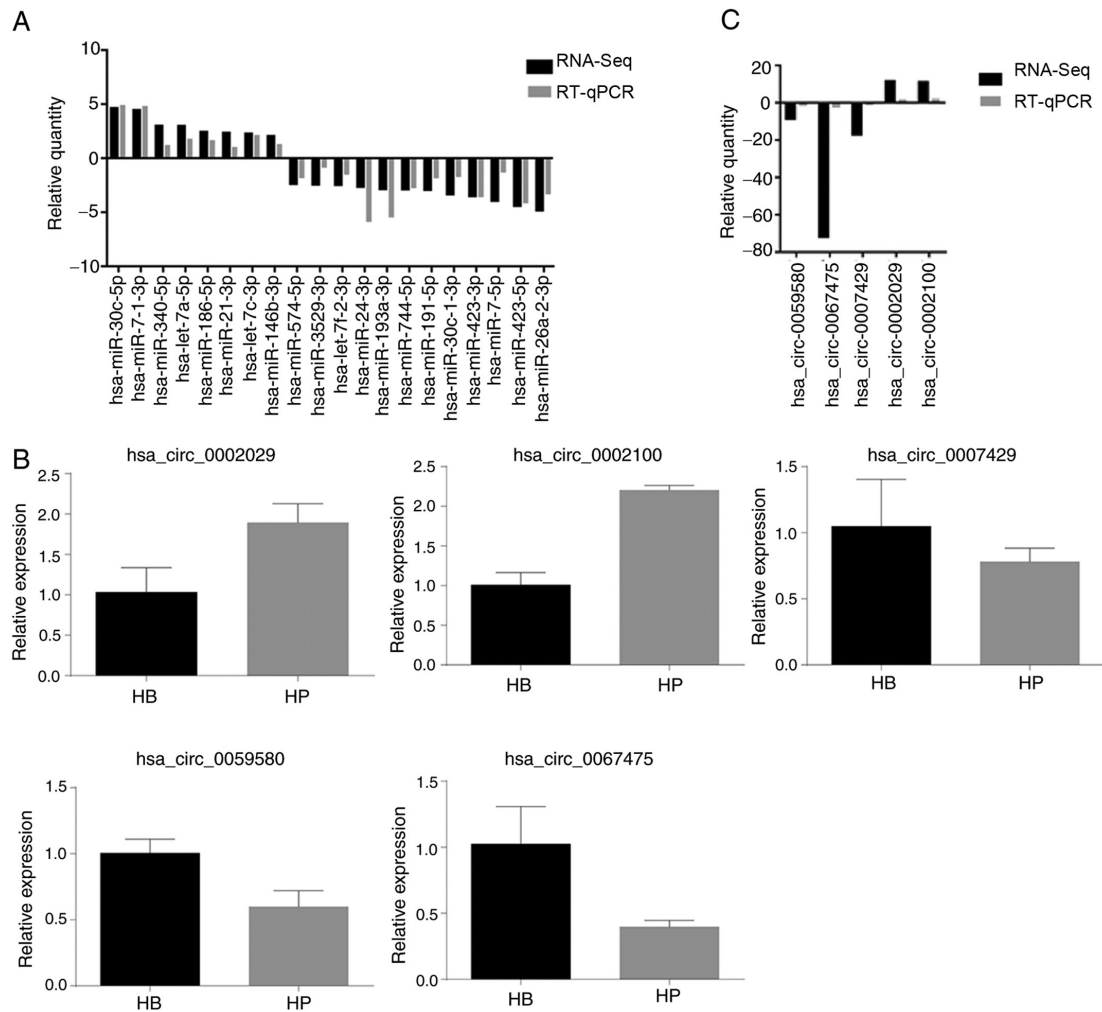 A
10
5
0
−5
−10
Relative quantity
RNA-Seq
RT-qPCR
hsa-miR-30c-5p
hsa-miR-7-1-3p
hsa-miR-340-5p
hsa-let-7a-5p
hsa-miR-186-5p
hsa-miR-21-3p
hsa-let-7c-3p
hsa-miR-146b-3p
hsa-miR-574-5p
hsa-miR-3529-3p
hsa-let-7f-2-3p
hsa-miR-24-3p
hsa-miR-193a-3p
hsa-miR-744-5p
hsa-miR-191-5p
hsa-miR-30c-1-3p
hsa-miR-423-3p
hsa-miR-7-5p
hsa-miR-423-5p
hsa-miR-26a-2-3p
C
20
0
−20
−40
−60
−80
Relative quantity
RNA-Seq
RT-qPCR
hsa_circ-0059580
hsa_circ-0067475
hsa_circ-0007429
hsa_circ-0002029
hsa_circ-0002100
B
hsa_circ_0002029
2.5
2.0
1.5
1.0
0.5
0.0
Relative expression
HB
HP
hsa_circ_0002100
2.5
2.0
1.5
1.0
0.5
0.0
Relative expression
HB
HP
hsa_circ_0007429
1.5
1.0
0.5
0.0
Relative expression
HB
HP
hsa_circ_0059580
1.5
1.0
0.5
0.0
Relative expression
HB
HP
hsa_circ_0067475
1.5
1.0
0.5
0.0
Relative expression
HB
HP